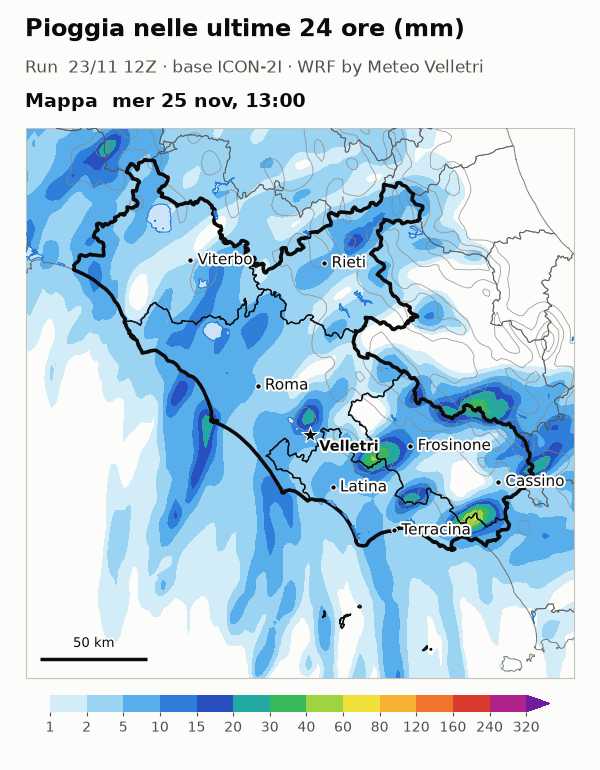 Pioggia nelle ultime 24 ore (mm)
Run  23/11 12Z · base ICON-2I · WRF by Meteo Velletri
Mappa  mer 25 nov, 13:00
Viterbo
Rieti
Roma
Velletri
Frosinone
Cassino
Latina
Terracina
50 km
1 2 5 10 15 20 30 40 60 80 120 160 240 320